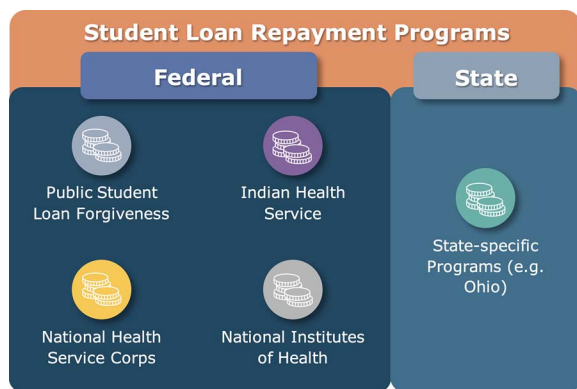 Student Loan Repayment Programs
Federal
State
Public Student
Loan Forgiveness
Indian Health
Service
National Health
Service Corps
National Institutes
of Health
State-specific
Programs (e.g.
Ohio)